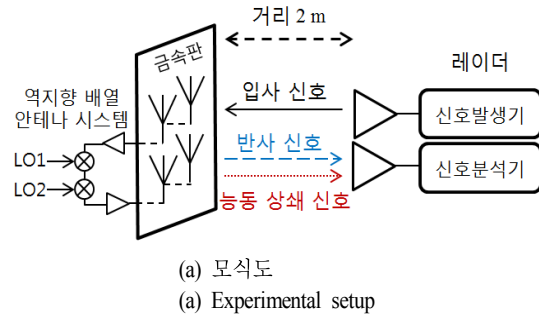 거리 2 m
금속판
레이더
역지향 배열
안테나 시스템
입사 신호
신호발생기
LO1
반사 신호
신호분석기
LO2
능동 상쇄 신호
(a) 모식도
(a) Experimental setup